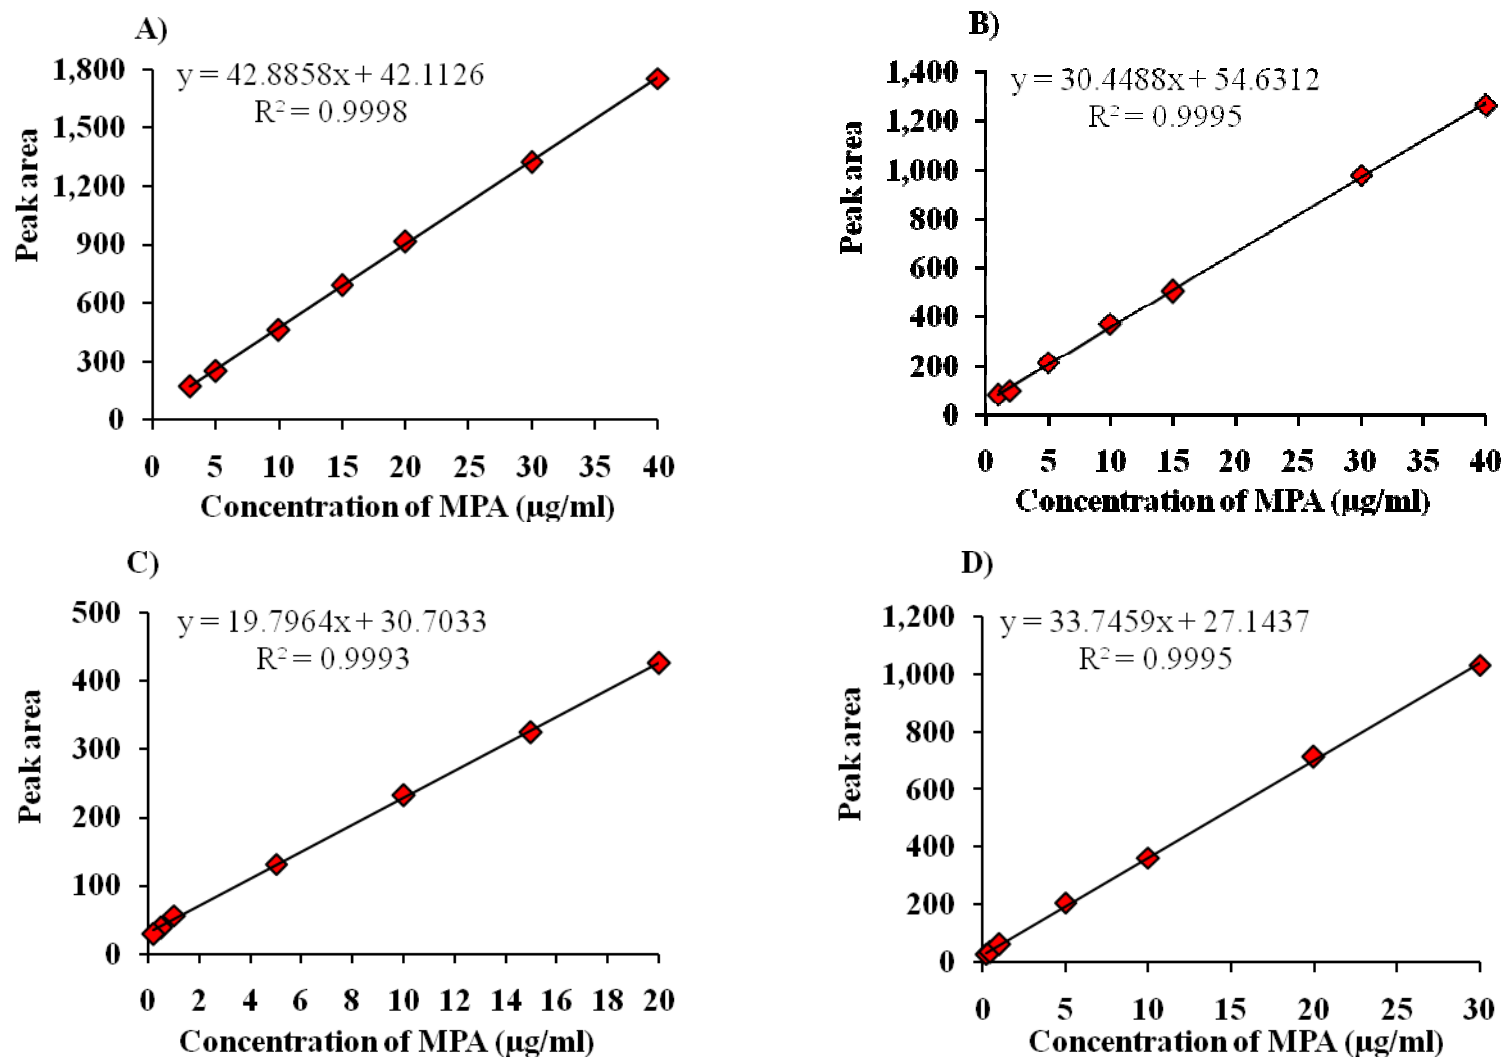 A)
y = 42.8858x + 42.1126
R² = 0.9998
1,800
1,500
1,200
900
600
300
0
Peak area
0 5 10 15 20 25 30 35 40
Concentration of MPA (µg/ml)
B)
y = 30.4488x + 54.6312
R² = 0.9995
1,400
1,200
1,000
800
600
400
200
0
Peak area
0 5 10 15 20 25 30 35 40
Concentration of MPA (µg/ml)
C)
y = 19.7964x + 30.7033
R² = 0.9993
500
400
300
200
100
0
Peak area
0 2 4 6 8 10 12 14 16 18 20
Concentration of MPA (µg/ml)
D)
y = 33.7459x + 27.1437
R² = 0.9995
1,200
1,000
800
600
400
200
0
Peak area
0 5 10 15 20 25 30
Concentration of MPA (µg/ml)